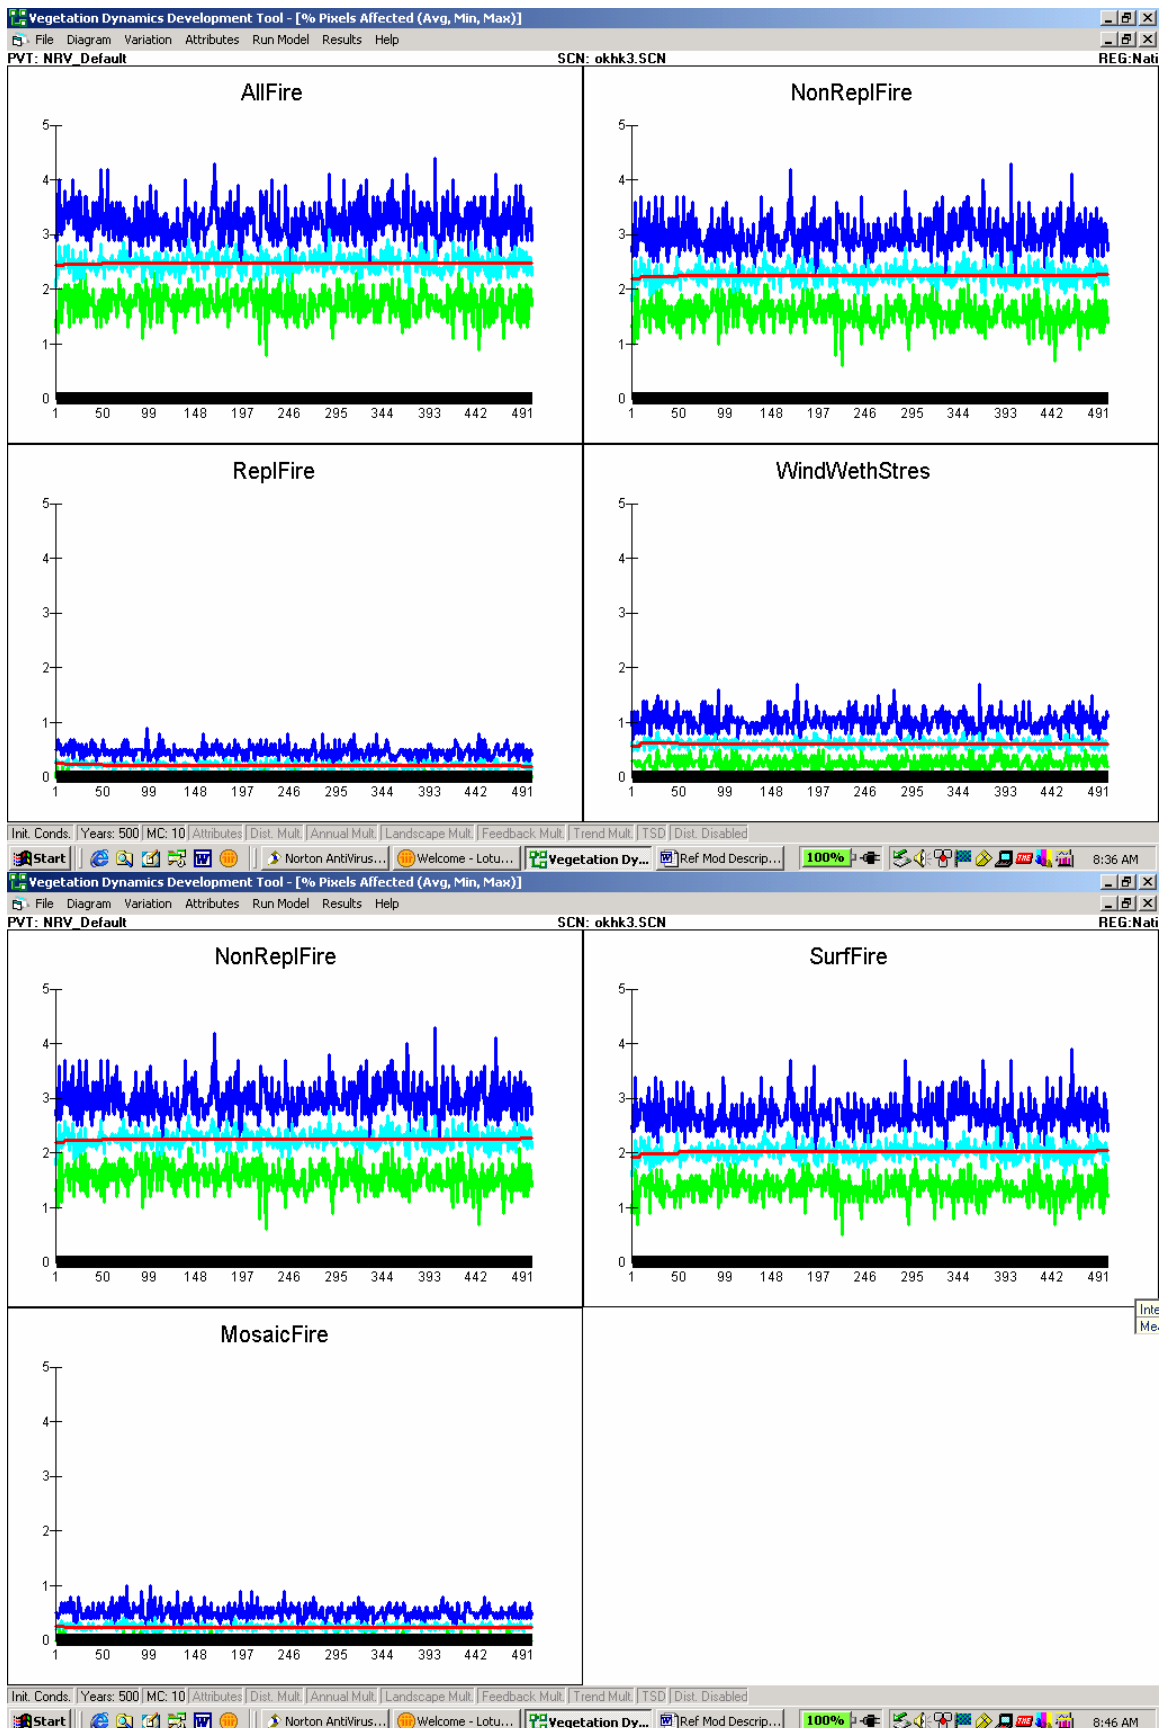 Vegetation Dynamics Development Tool - [% Pixels Affected (Avg, Min, Max)]
File Diagram Variation Attributes Run Model Results Help
PVT: NRV_Default SCN: okhk3.SCN REG:Nati
AllFire NonReplFire
5 5
4 4
3 3
2 2
1 1
0 0
1 50 99 148 197 246 295 344 393 442 491 1 50 99 148 197 246 295 344 393 442 491
ReplFire WindWethStres
5 5
4 4
3 3
2 2
1 1
0 0
1 50 99 148 197 246 295 344 393 442 491 1 50 99 148 197 246 295 344 393 442 491
Init. Conds. Years: 500 MC: 10 Attributes Dist. Mult. Annual Mult. Landscape Mult. Feedback Mult. Trend Mult. TSD Dist. Disabled
Start Norton AntiVirus... Welcome - Lotu... Vegetation Dy... Ref Mod Descrip... 100% 8:36 AM
Vegetation Dynamics Development Tool - [% Pixels Affected (Avg, Min, Max)]
File Diagram Variation Attributes Run Model Results Help
PVT: NRV_Default SCN: okhk3.SCN REG:Nati
NonReplFire SurfFire
5 5
4 4
3 3
2 2
1 1
0 0
1 50 99 148 197 246 295 344 393 442 491 1 50 99 148 197 246 295 344 393 442 491
Inte
Me
MosaicFire
5
4
3
2
1
0
1 50 99 148 197 246 295 344 393 442 491
Init. Conds. Years: 500 MC: 10 Attributes Dist. Mult. Annual Mult. Landscape Mult. Feedback Mult. Trend Mult. TSD Dist. Disabled
Start Norton AntiVirus... Welcome - Lotu... Vegetation Dy... Ref Mod Descrip... 100% 8:46 AM